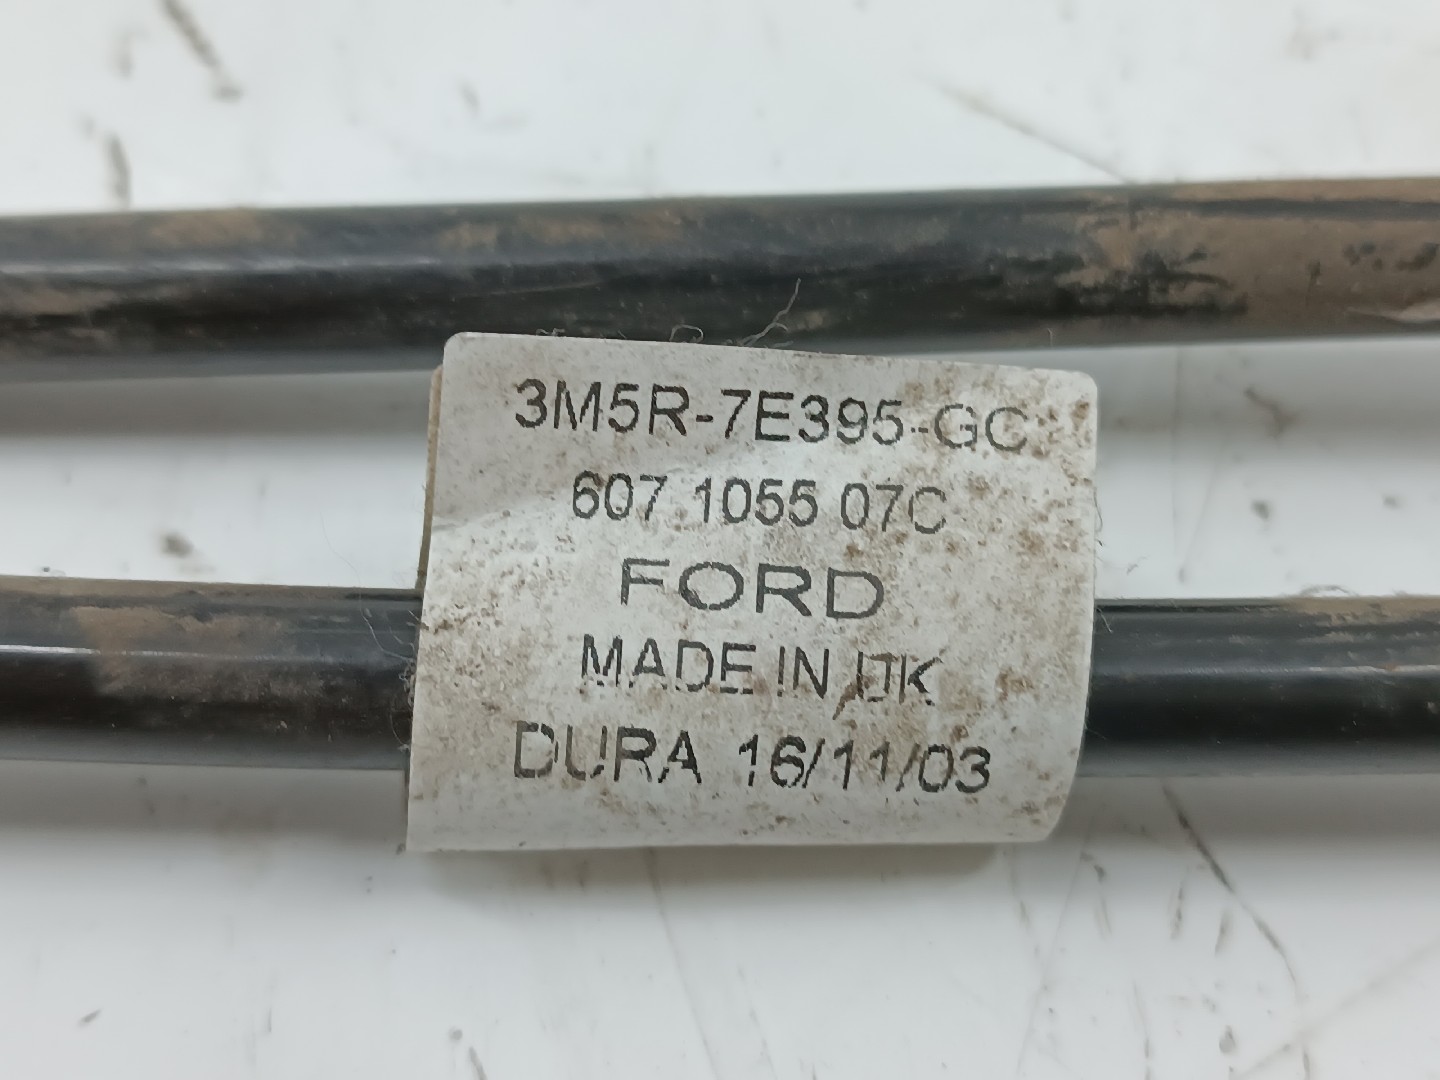 3M5R-7E395-GC
607 1055 07C
FORD
MADE IN UK
DURA 16/11/03